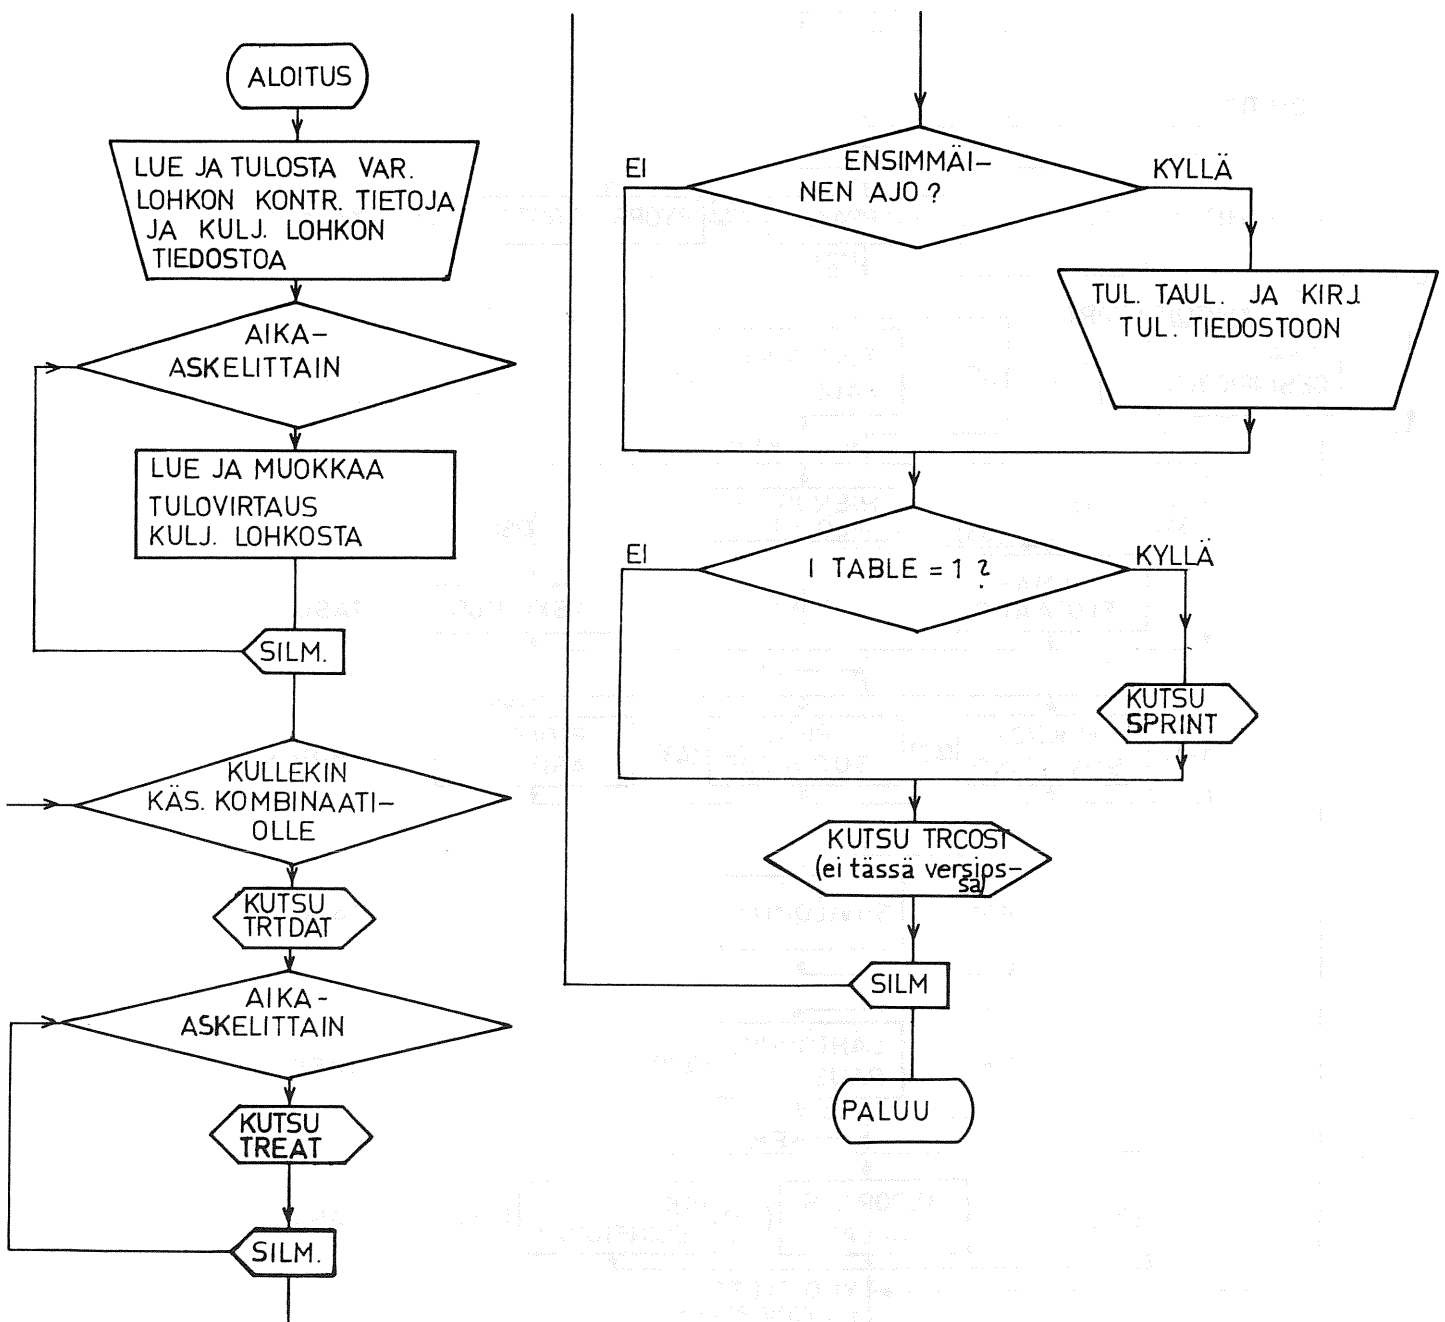 ALOITUS
LUE JA TULOSTA VAR.
LOHKON KONTR. TIETOJA
JA KULJ. LOHKON
TIEDOSTOA
AIKA-
ASKELITTAIN
LUE JA MUOKKAA
TULOVIRTAUS
KULJ. LOHKOSTA
SILM.
KULLEKIN
KÄS. KOMBINAATI-
OLLE
KUTSU
TRTDAT
AIKA-
ASKELITTAIN
KUTSU
TREAT
SILM.
ENSIMMÄI-
NEN AJO?
EI
KYLLÄ
TUL. TAUL. JA KIRJ.
TUL. TIEDOSTOON
I TABLE = 1 ?
EI
KYLLÄ
KUTSU
SPRINT
KUTSU TRCOST
(ei tässä versios-
sa)
SILM
PALUU